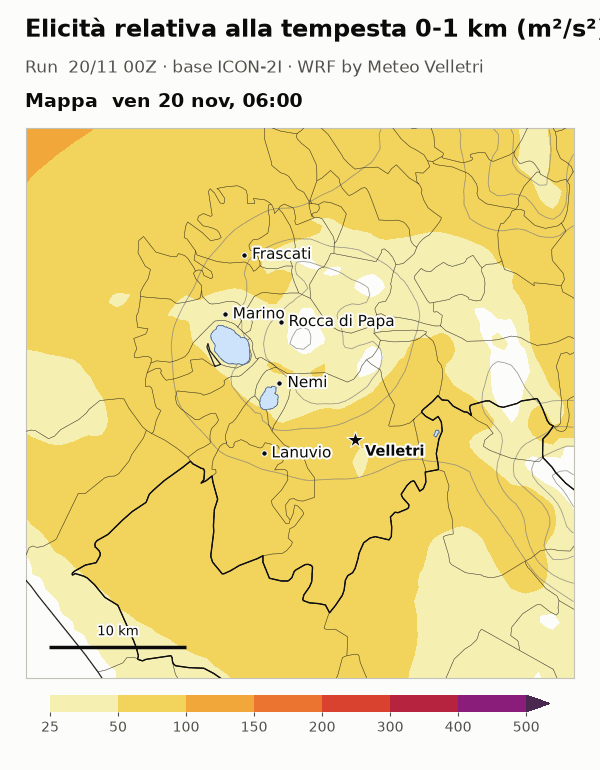 Elicità relativa alla tempesta 0-1 km (m²/s²)
Run  20/11 00Z · base ICON-2I · WRF by Meteo Velletri
Mappa  ven 20 nov, 06:00
Frascati
Marino
Rocca di Papa
Nemi
Velletri
Lanuvio
10 km
25 50 100 150 200 300 400 500